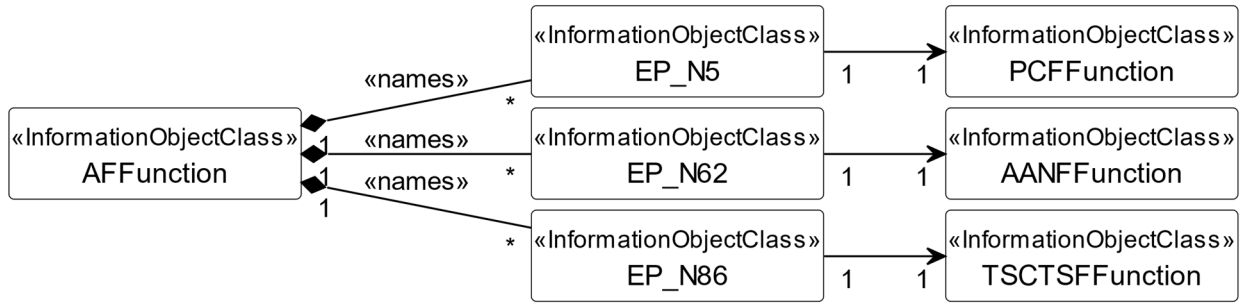 «InformationObjectClass»
AFFunction
«names»
1
*
«InformationObjectClass»
EP_N5
1
1
«InformationObjectClass»
PCFFunction
«names»
1
*
«InformationObjectClass»
EP_N62
1
1
«InformationObjectClass»
AANFFunction
«names»
1
*
«InformationObjectClass»
EP_N86
1
1
«InformationObjectClass»
TSCTSFFunction